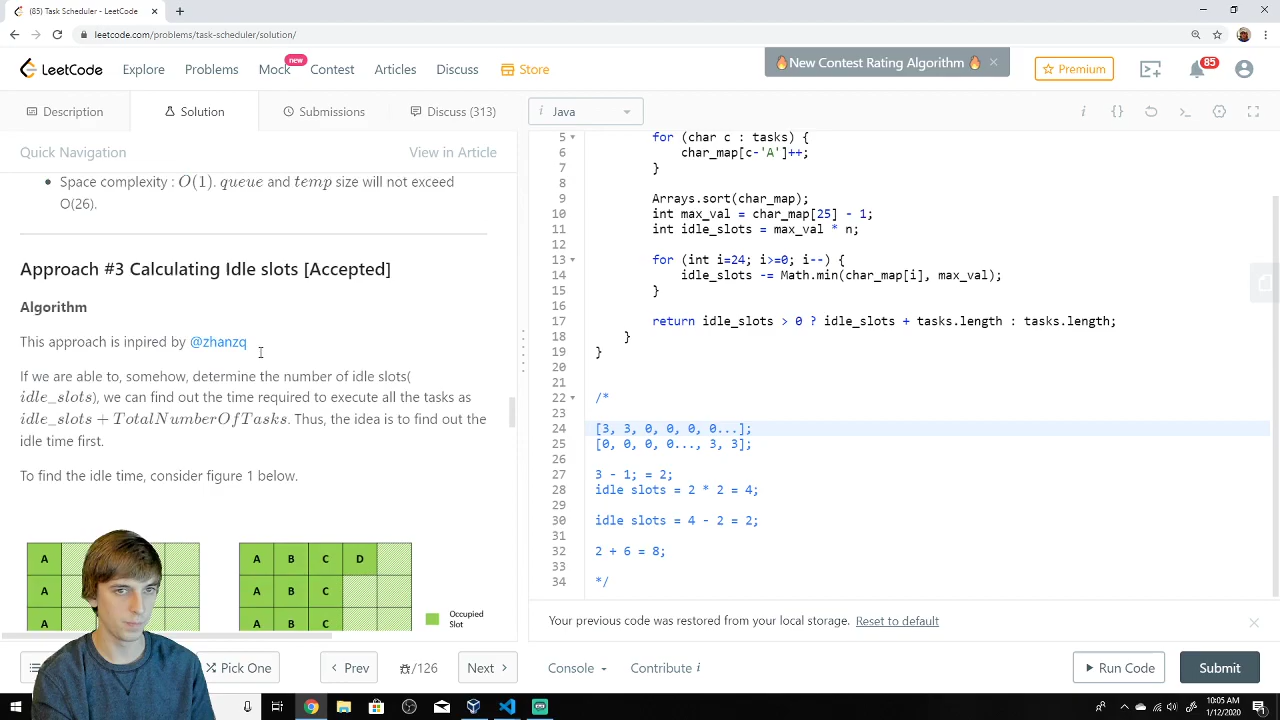 (85) Task Scheduler - LeetCode
leetcode.com/problems/task-scheduler/solution/
LeetCode Explore Problems Mock new Contest Articles Discuss Store
🔥New Contest Rating Algorithm 🔥
Premium 85
Description Solution Submissions Discuss (313)
i Java
Quick Navigation View in Article
Space complexity : O(1). queue and temp size will not exceed
O(26).
Approach #3 Calculating Idle slots [Accepted]
Algorithm
This approach is inpired by @zhanzq
If we are able to, somehow, determine the number of idle slots(
idle_slots), we can find out the time required to execute all the tasks as
idle_slots + TotalNumberOfTasks. Thus, the idea is to find out the
idle time first.
To find the idle time, consider figure 1 below.
A A B C D
A A B C
A A B C
Occupied
Slot
5 for (char c : tasks) {
6 char_map[c-'A']++;
7 }
8
9 Arrays.sort(char_map);
10 int max_val = char_map[25] - 1;
11 int idle_slots = max_val * n;
12
13 for (int i=24; i>=0; i--) {
14 idle_slots -= Math.min(char_map[i], max_val);
15 }
16
17 return idle_slots > 0 ? idle_slots + tasks.length : tasks.length;
18 }
19 }
20
21
22 /*
23
24 [3, 3, 0, 0, 0, 0...];
25 [0, 0, 0, 0..., 3, 3];
26
27 3 - 1; = 2;
28 idle slots = 2 * 2 = 4;
29
30 idle slots = 4 - 2 = 2;
31
32 2 + 6 = 8;
33
34 */
Your previous code was restored from your local storage. Reset to default
Pick One Prev /126 Next Console Contribute i Run Code Submit
10:05 AM
1/12/2020